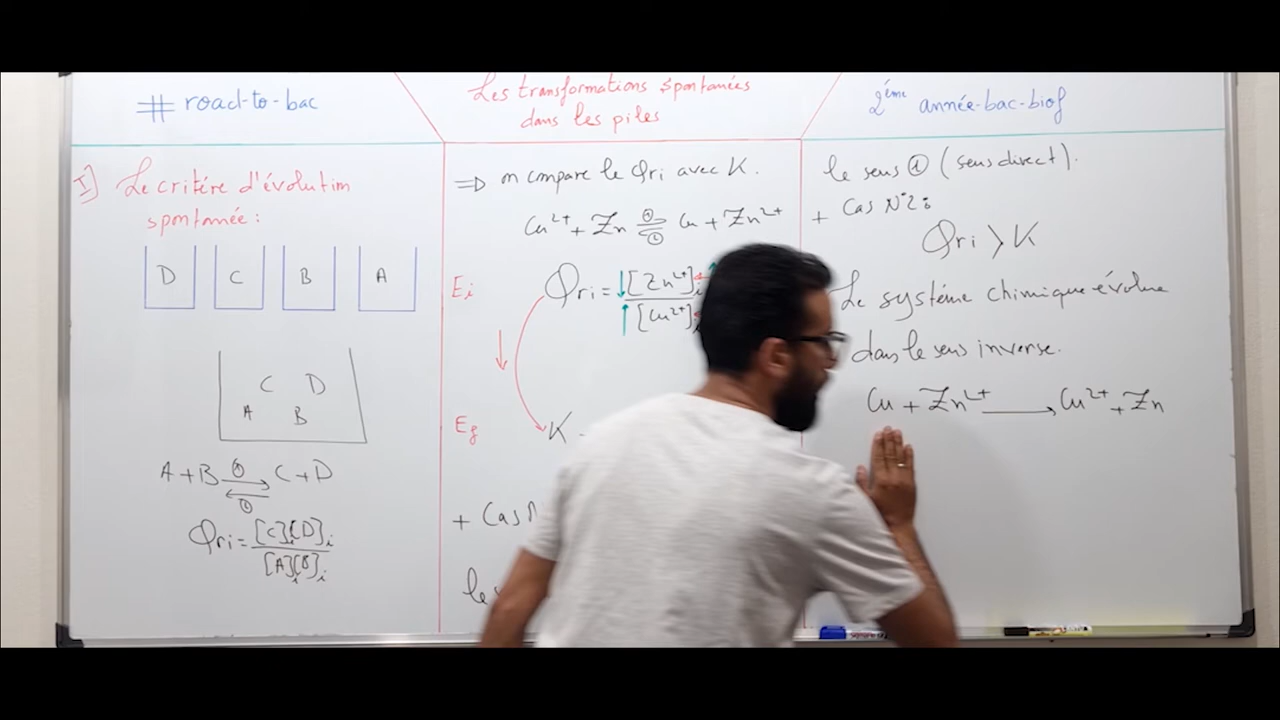 # road-to-bac
Les transformations spontanées
dans les piles
2ème année-bac-biof
I) Le critère d'évolution
spontanée :
D C B A
C D
A B
A + B ⇄ C + D
Qri = [C]i[D]i / [A]i[B]i
=> on compare le Qri avec K.
Cu2+ + Zn ⇄ Cu + Zn2+
Ei
Qri = [Zn2+]i / [Cu2+]
K
+ Cas
le sens ① (sens direct).
+ Cas N°2 :
Qri > K
Le système chimique évolue
dans le sens inverse.
Cu + Zn2+ → Cu2+ + Zn